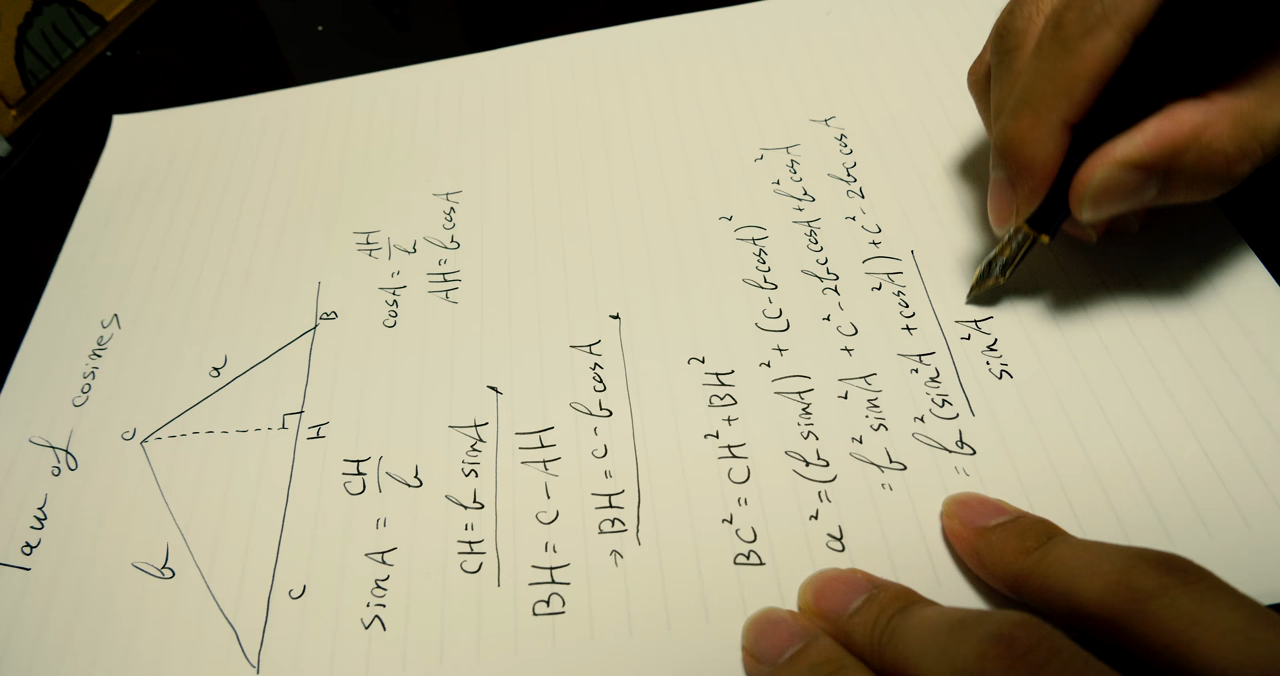 law of cosines
C
b
a
H
B
c
sinA = CH/b
cosA = AH/b
AH = b cosA
CH = b sinA
BH = c - AH
→ BH = c - b cosA
BC² = CH² + BH²
a² = (b sinA)² + (c - b cosA)²
= b² sin²A + c² - 2bc cosA + b² cos²A
= b² (sin²A + cos²A) + c² - 2bc cosA
sin²A